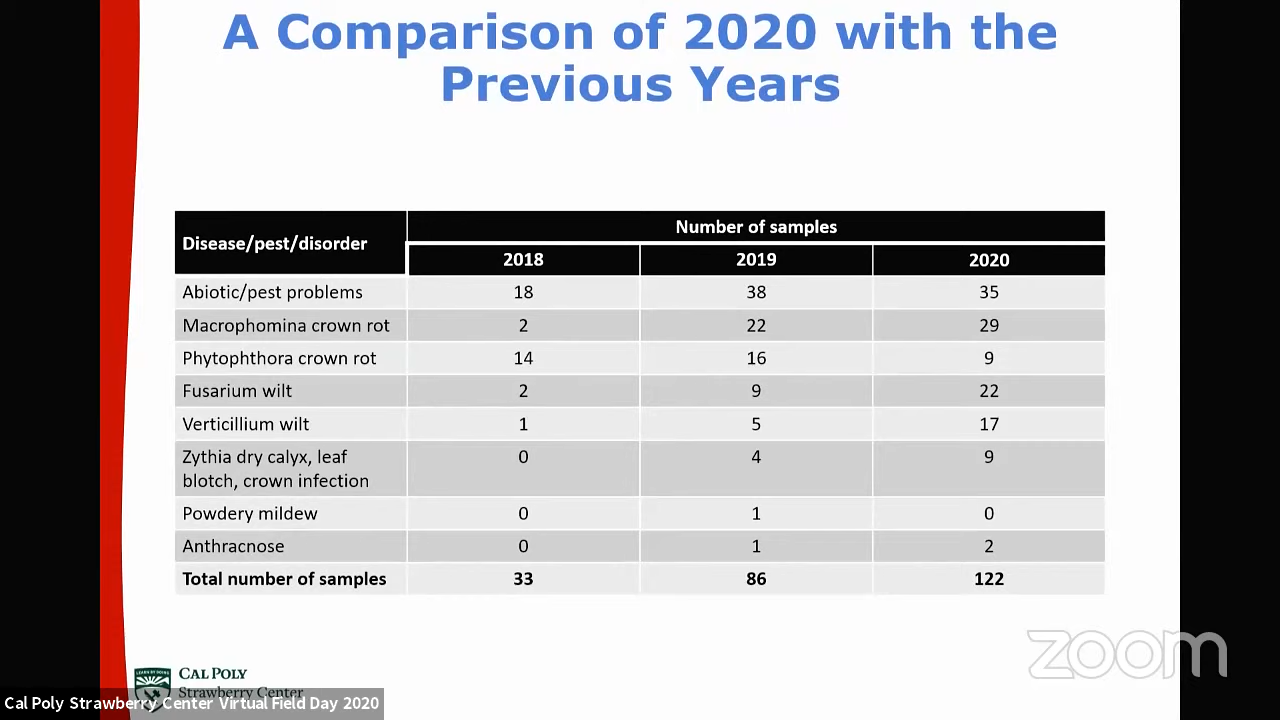 A Comparison of 2020 with the
Previous Years
Disease/pest/disorder
Number of samples
2018 2019 2020
Abiotic/pest problems 18 38 35
Macrophomina crown rot 2 22 29
Phytophthora crown rot 14 16 9
Fusarium wilt 2 9 22
Verticillium wilt 1 5 17
Zythia dry calyx, leaf 0 4 9
blotch, crown infection
Powdery mildew 0 1 0
Anthracnose 0 1 2
Total number of samples 33 86 122
zoom
CAL POLY
Strawberry Center
Cal Poly Strawberry Center Virtual Field Day 2020